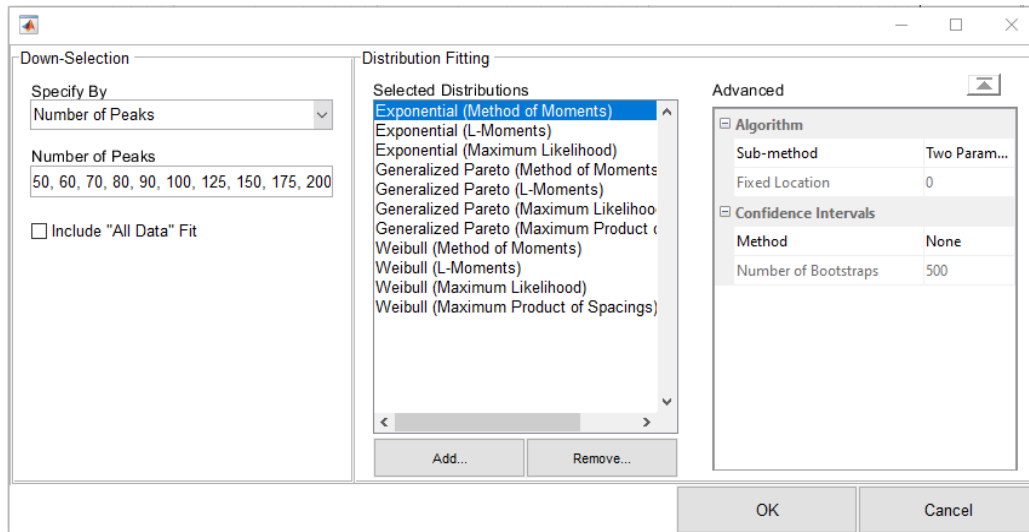 Down-Selection
Specify By
Number of Peaks
Number of Peaks
50, 60, 70, 80, 90, 100, 125, 150, 175, 200
Include "All Data" Fit
Distribution Fitting
Selected Distributions
Exponential (Method of Moments)
Exponential (L-Moments)
Exponential (Maximum Likelihood)
Generalized Pareto (Method of Moments
Generalized Pareto (L-Moments)
Generalized Pareto (Maximum Likelihoo
Generalized Pareto (Maximum Product o
Weibull (Method of Moments)
Weibull (L-Moments)
Weibull (Maximum Likelihood)
Weibull (Maximum Product of Spacings)
Add...
Remove...
Advanced
Algorithm
Sub-method Two Param...
Fixed Location 0
Confidence Intervals
Method None
Number of Bootstraps 500
OK
Cancel